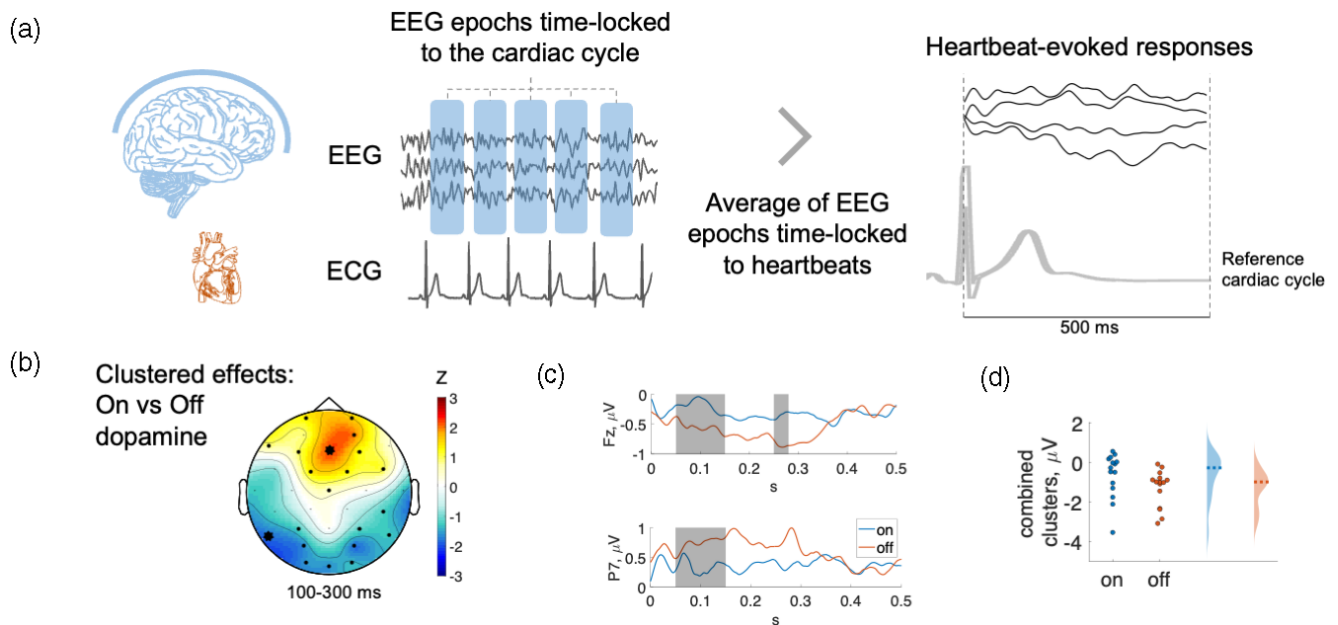 (a)
EEG epochs time-locked
to the cardiac cycle
EEG
ECG
Average of EEG
epochs time-locked
to heartbeats
Heartbeat-evoked responses
Reference
cardiac cycle
500 ms
(b)
Clustered effects:
On vs Off
dopamine
z
3
2
1
0
-1
-2
-3
100-300 ms
(c)
Fz, μV
0
-0.5
-1
0 0.1 0.2 0.3 0.4 0.5
s
P7, μV
1
0.5
0
on
off
0 0.1 0.2 0.3 0.4 0.5
s
(d)
combined
clusters, μV
2
0
-2
-4
on off